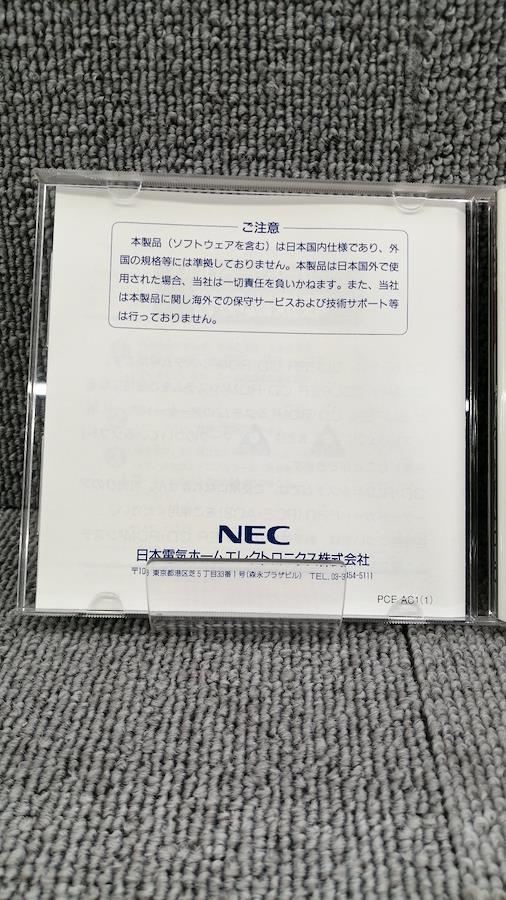 ご注意
本製品(ソフトウェアを含む)は日本国内仕様であり、外
国の規格等には準拠しておりません。本製品は日本国外で使
用された場合、当社は一切責任を負いかねます。また、当社
は本製品に関し海外での保守サービスおよび技術サポート等
は行っておりません。
NEC
日本電気ホームエレクトロニクス株式会社
東京都港区芝5丁目33番1号(森永プラザビル) TEL.03-3454-5111
PCE-AC1(1)